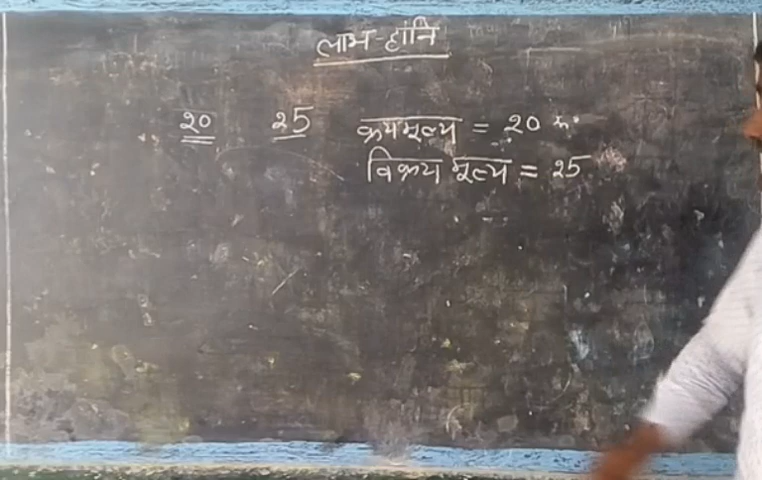 लाभ-हानि
20 25 क्रयमूल्य = 20 रु॰
विक्रय मूल्य = 25